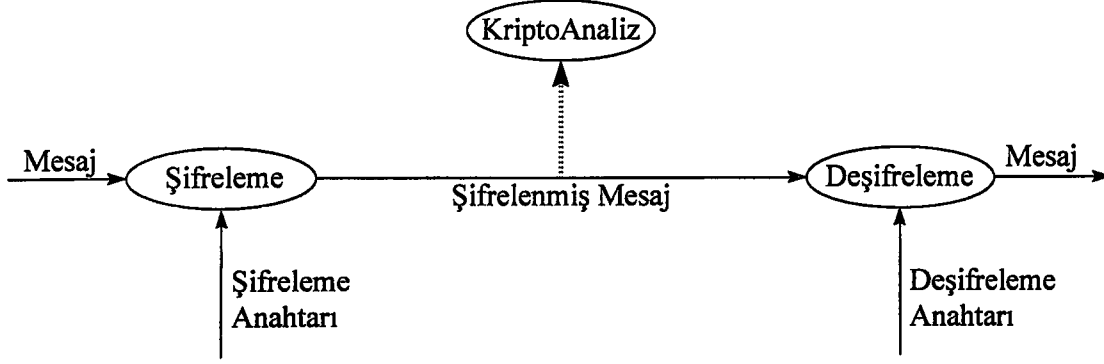 KriptoAnaliz
Mesaj
Şifreleme
Şifrelenmiş Mesaj
Deşifreleme
Mesaj
Şifreleme
Anahtarı
Deşifreleme
Anahtarı